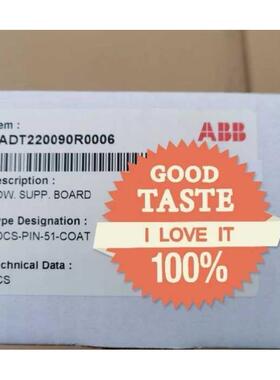 em :
ADT220090R0006
ABB
escription :
OW. SUPP. BOARD
ype Designation :
DCS-PIN-51-COAT
echnical Data :
CS
GOOD
TASTE
I LOVE IT
100%